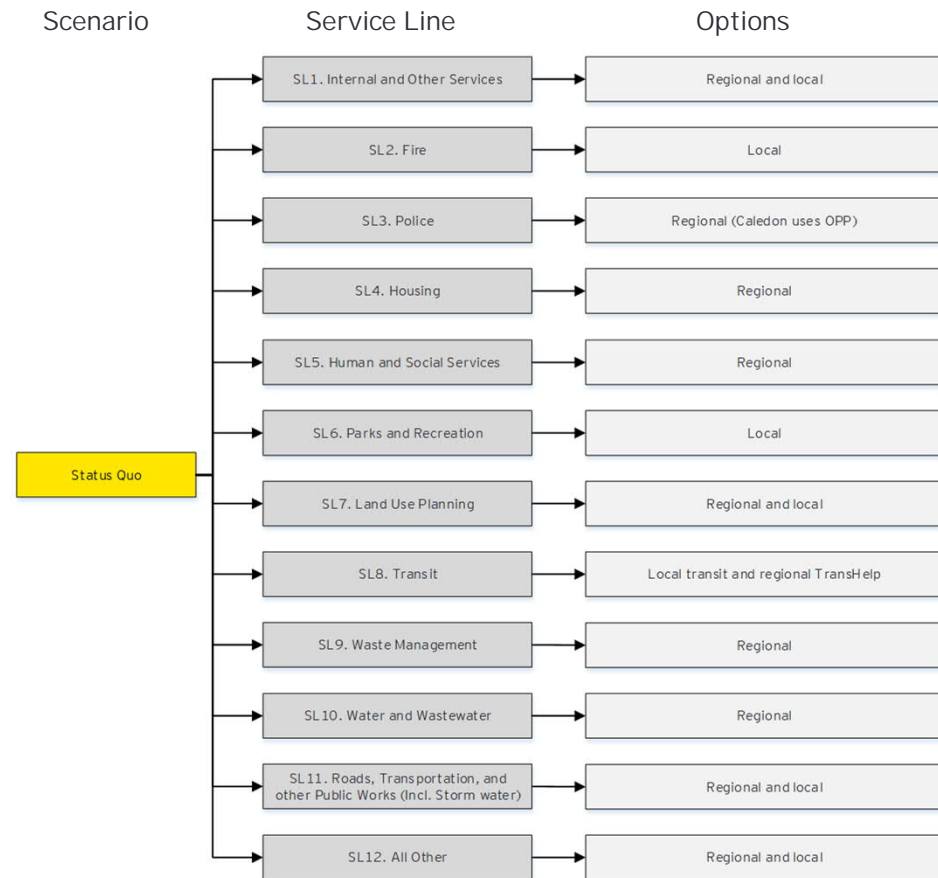 Scenario
Service Line
Options
SL1. Internal and Other Services
Regional and local
SL2. Fire
Local
SL3. Police
Regional (Caledon uses OPP)
SL4. Housing
Regional
SL5. Human and Social Services
Regional
SL6. Parks and Recreation
Local
Status Quo
SL7. Land Use Planning
Regional and local
SL8. Transit
Local transit and regional TransHelp
SL9. Waste Management
Regional
SL10. Water and Wastewater
Regional
SL11. Roads, Transportation, and
other Public Works (Incl. Storm water)
Regional and local
SL12. All Other
Regional and local